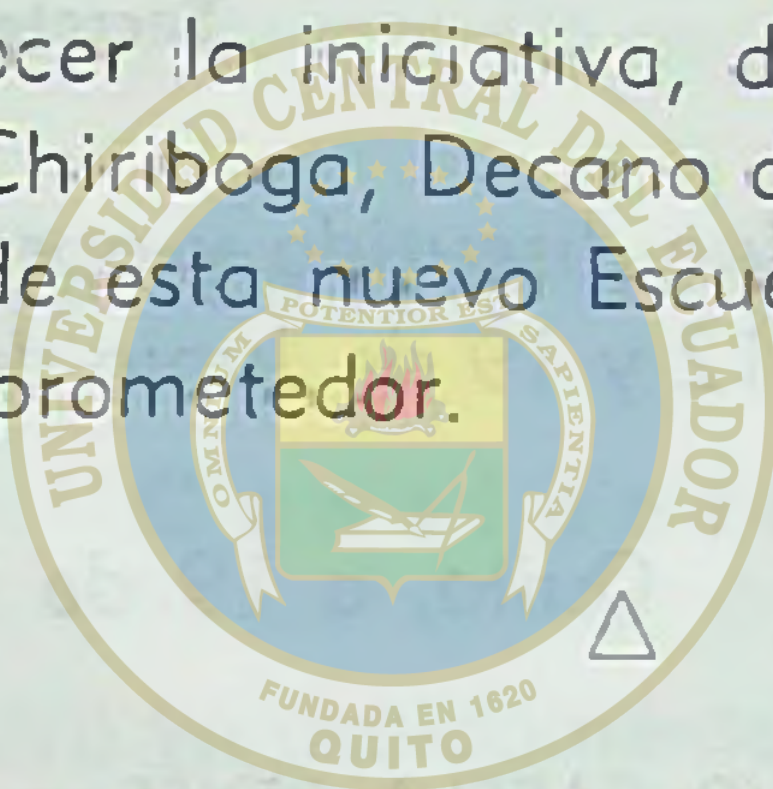 ocer la iniciativa, d
Chiriboga, Decano d
de esta nuevo Escue
prometedor.
UNIVERSIDAD CENTRAL DEL ECUADOR
OMNIUM POTENTIOR EST SAPIENTIA
FUNDADA EN 1620
QUITO